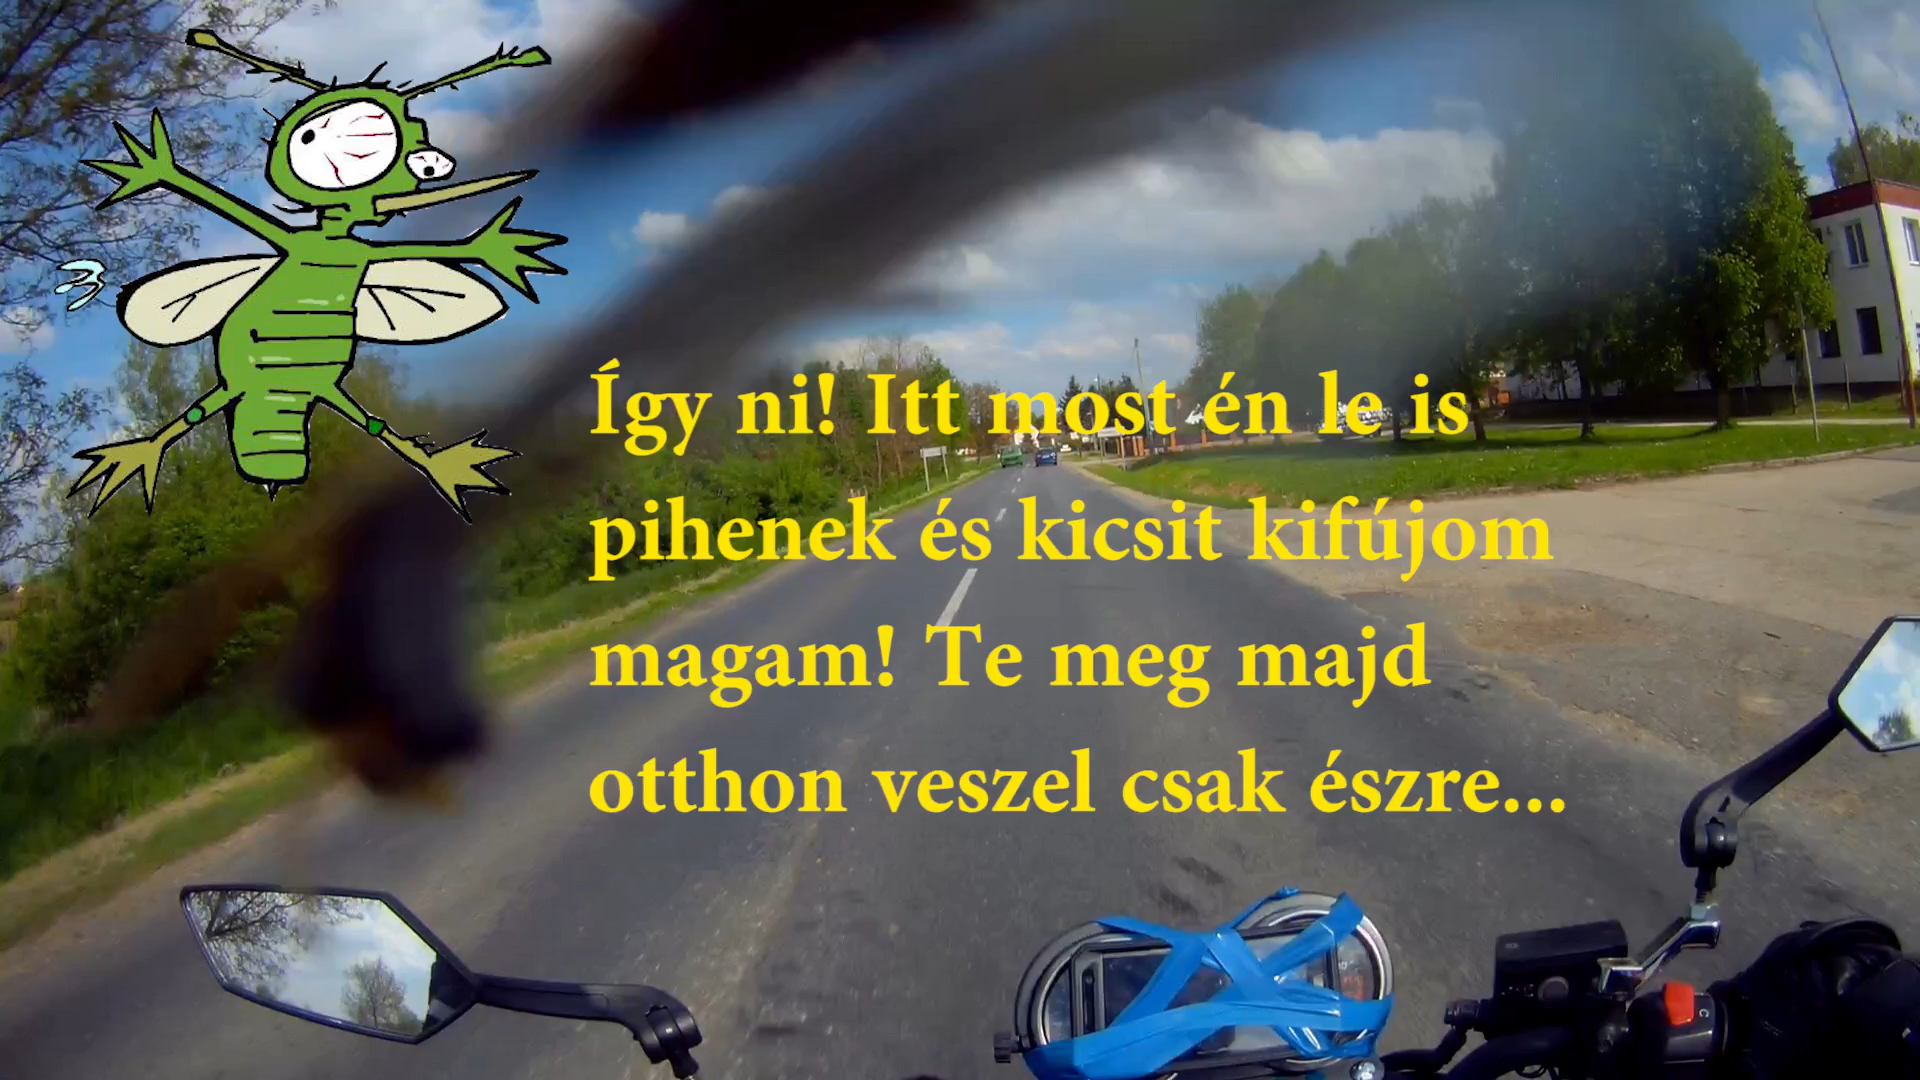 Így ni! Itt most én le is
pihenek és kicsit kifújom
magam! Te meg majd
otthon veszel csak észre...